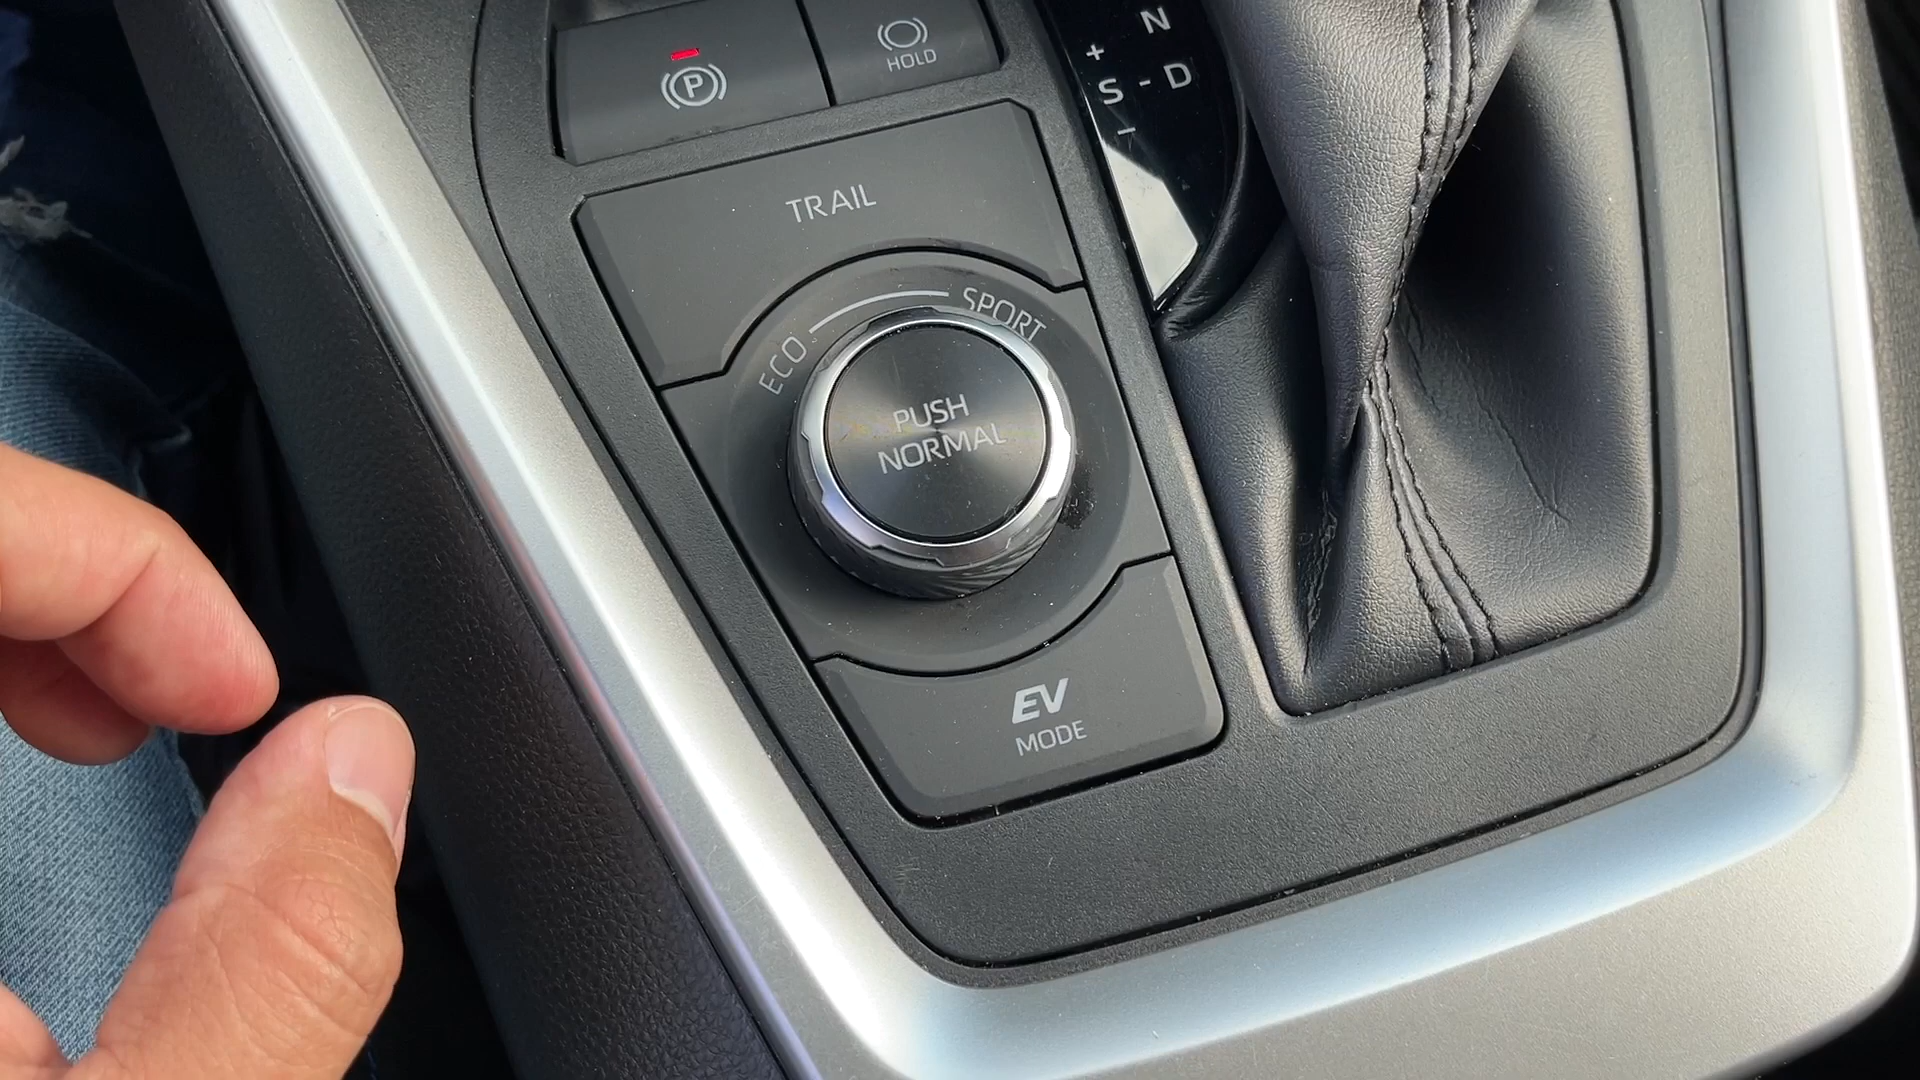 P
HOLD
N
+
S - D
–
TRAIL
ECO
SPORT
PUSH
NORMAL
EV
MODE